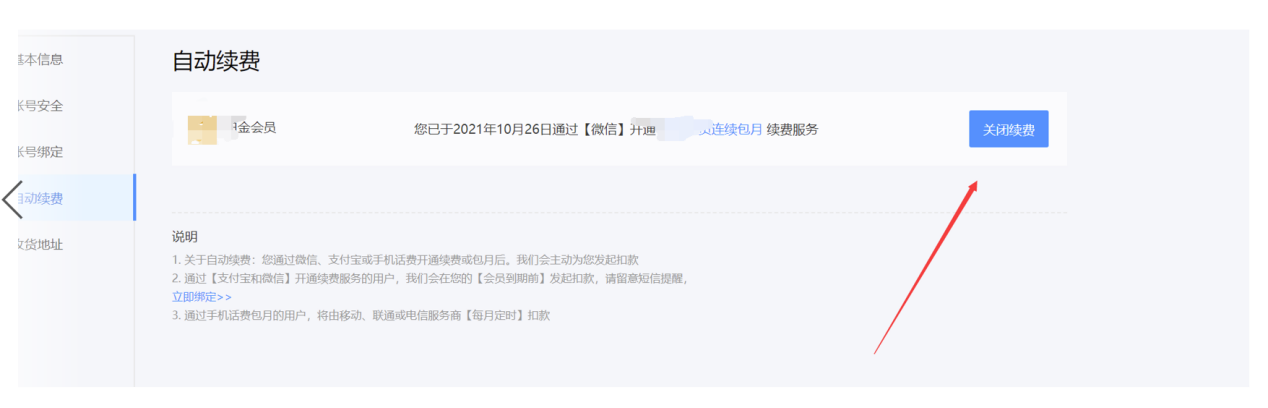 基本信息
账号安全
账号绑定
自动续费
收货地址
自动续费
金会员
您已于2021年10月26日通过【微信】开通 连续包月 续费服务
关闭续费
说明
1. 关于自动续费：您通过微信、支付宝或手机话费开通续费或包月后。我们会主动为您发起扣款
2. 通过【支付宝和微信】开通续费服务的用户，我们会在您的【会员到期前】发起扣款，请留意短信提醒，
立即绑定>>
3. 通过手机话费包月的用户，将由移动、联通或电信服务商【每月定时】扣款